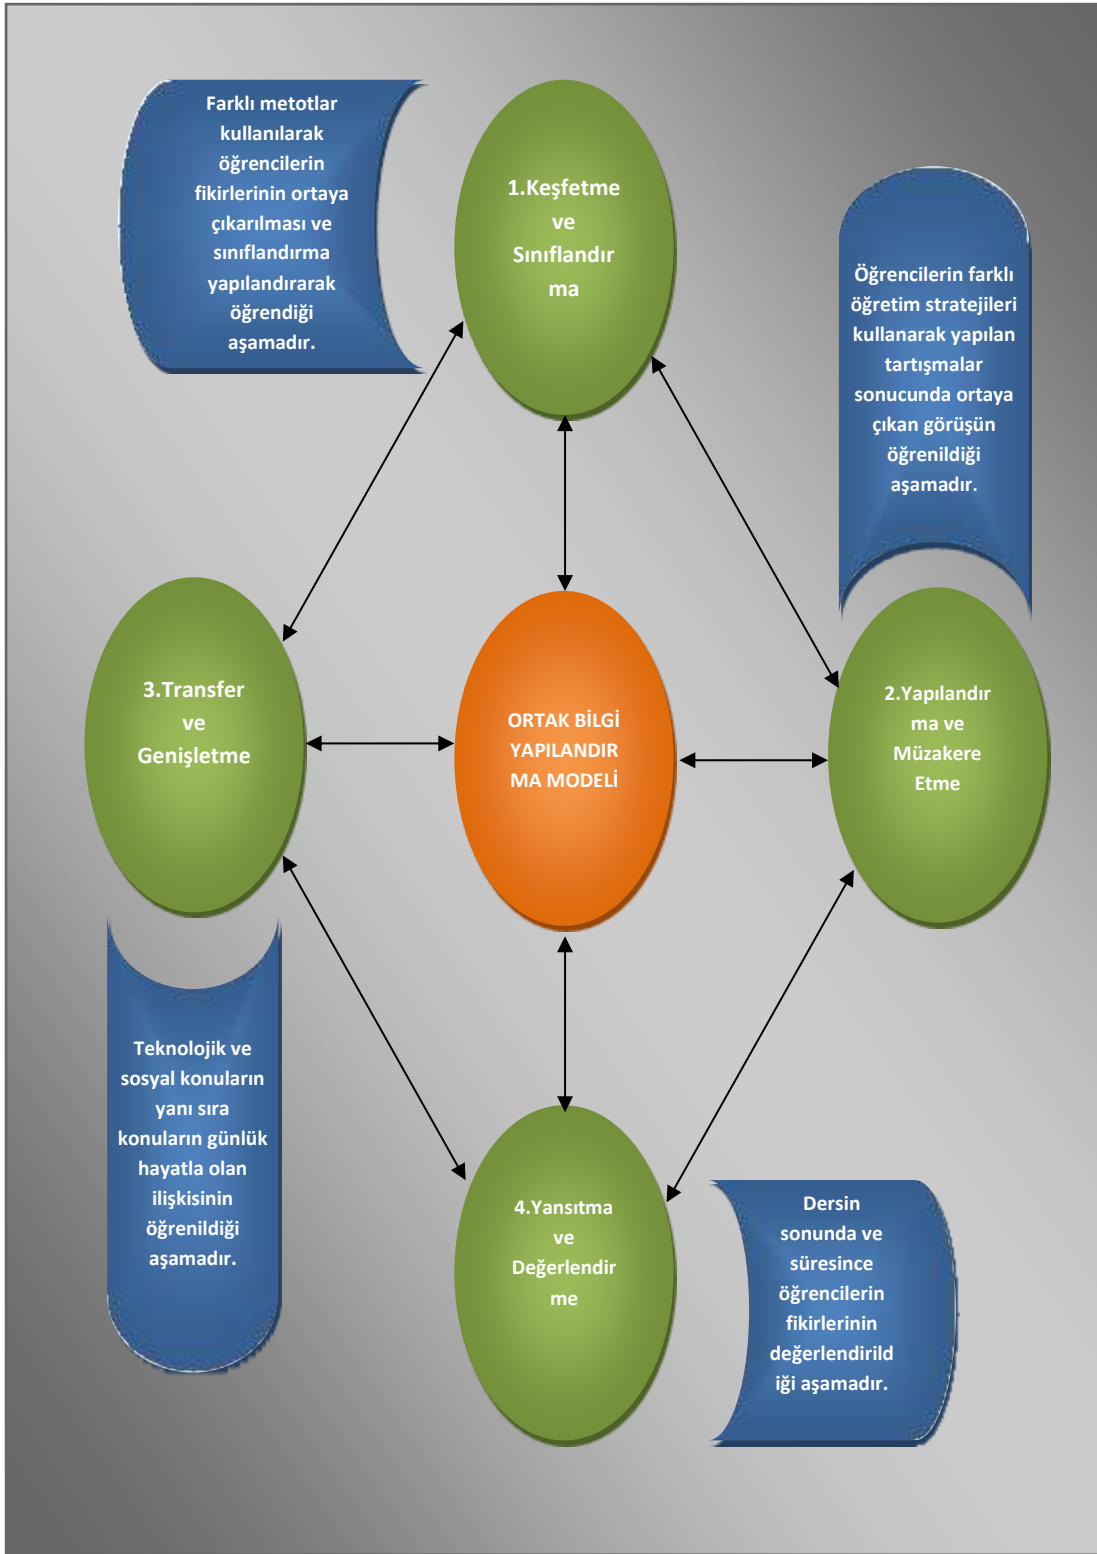 Farklı metotlar
kullanılarak
öğrencilerin
fikirlerinin ortaya
çıkarılması ve
sınıflandırma
yapılandırarak
öğrendiği
aşamadır.
1.Keşfetme
ve
Sınıflandır
ma
Öğrencilerin farklı
öğretim stratejileri
kullanarak yapılan
tartışmalar
sonucunda ortaya
çıkan görüşün
öğrenildiği
aşamadır.
3.Transfer
ve
Genişletme
ORTAK BİLGİ
YAPILANDIR
MA MODELİ
2.Yapılandır
ma ve
Müzakere
Etme
Teknolojik ve
sosyal konuların
yanı sıra
konuların günlük
hayatla olan
ilişkisinin
öğrenildiği
aşamadır.
4.Yansıtma
ve
Değerlendir
me
Dersin
sonunda ve
süresince
öğrencilerin
fikirlerinin
değerlendirild
iği aşamadır.